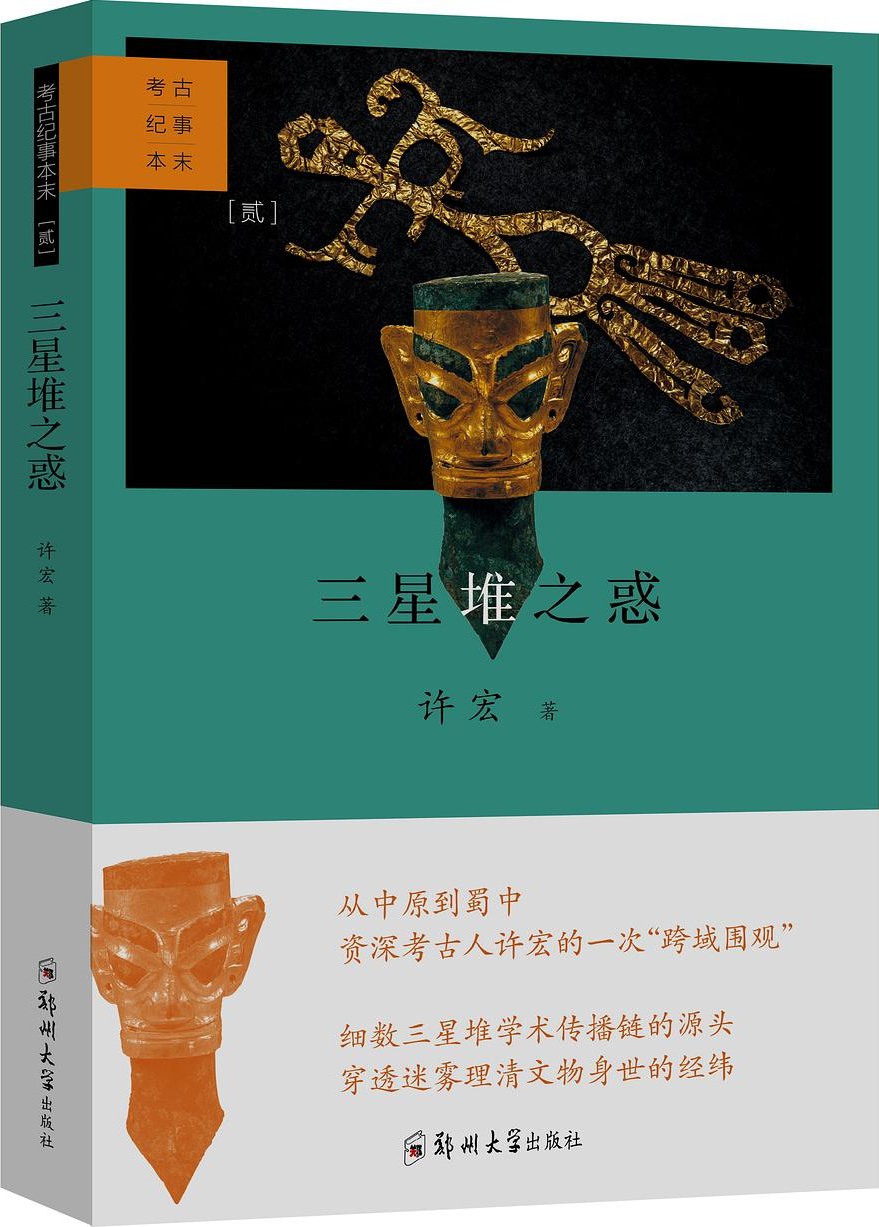 考古纪事本末
[贰]
三星堆之惑
许宏 著
郑州大学出版社
考古
纪事
本末
[贰]
三星堆之惑
许宏 著
从中原到蜀中
资深考古人许宏的一次“跨域围观”
细数三星堆学术传播链的源头
穿透迷雾理清文物身世的经纬
郑州大学出版社